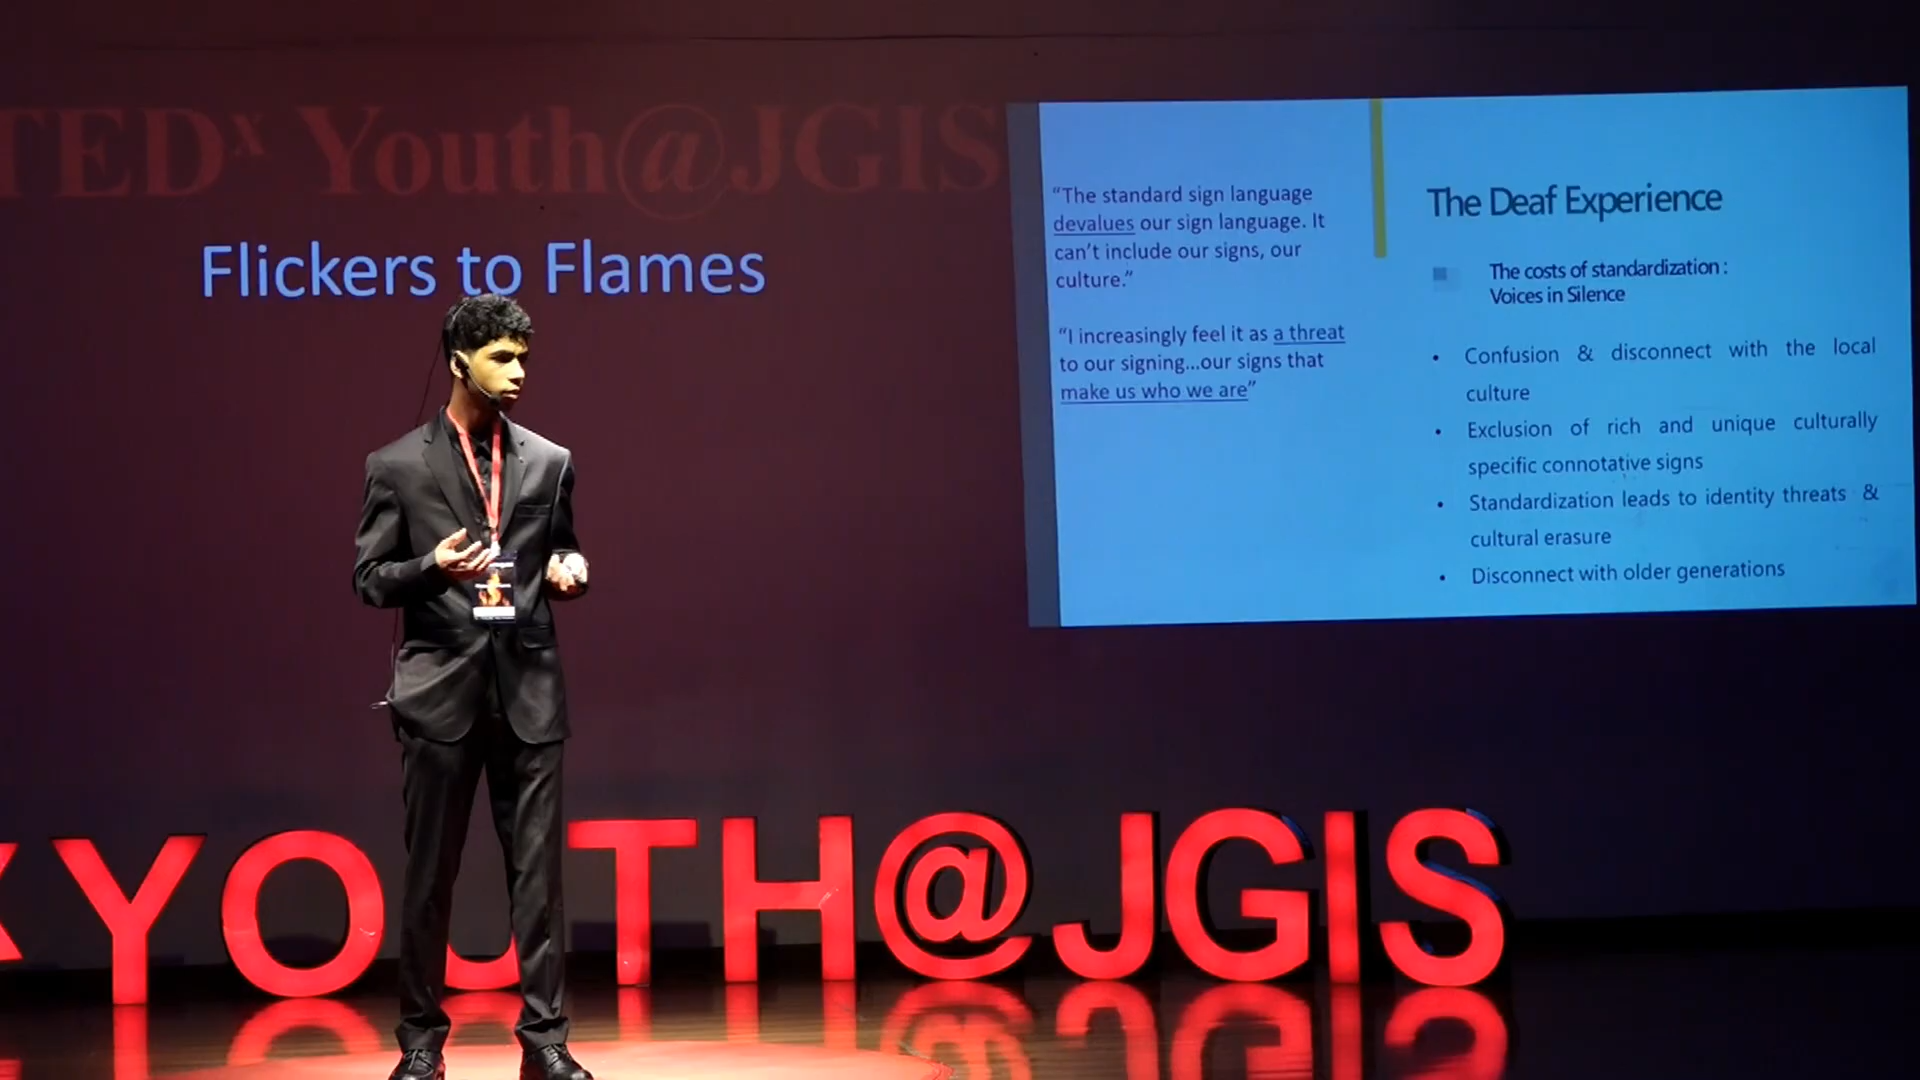 TEDx Youth@JGIS
Flickers to Flames
“The standard sign language
devalues our sign language. It
can’t include our signs, our
culture.”
“I increasingly feel it as a threat
to our signing...our signs that
make us who we are”
The Deaf Experience
The costs of standardization :
Voices in Silence
• Confusion & disconnect with the local
culture
• Exclusion of rich and unique culturally
specific connotative signs
• Standardization leads to identity threats &
cultural erasure
• Disconnect with older generations
X YOUTH@JGIS